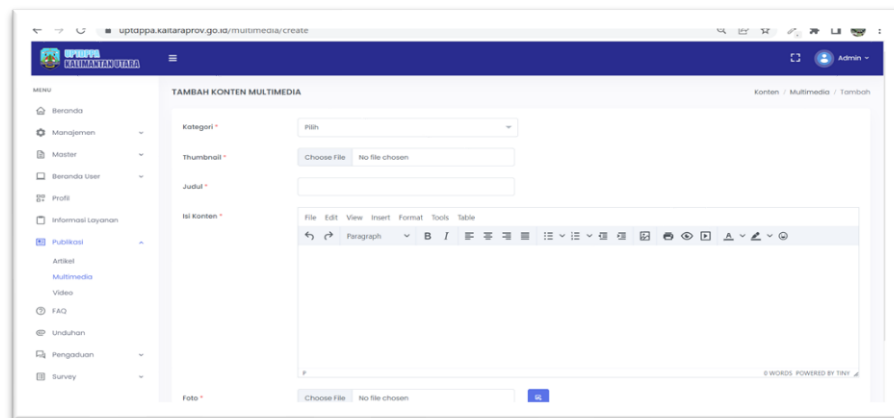 uptdppa.kaltaraprov.go.id/multimedia/create
UPTDPPA
KALIMANTAN UTARA
Admin
MENU
Beranda
Manajemen
Master
Beranda User
Profil
Informasi Layanan
Publikasi
Artikel
Multimedia
Video
FAQ
Unduhan
Pengaduan
Survey
TAMBAH KONTEN MULTIMEDIA
Konten / Multimedia / Tambah
Kategori *
Pilih
Thumbnail *
Choose File No file chosen
Judul *
Isi Konten *
File Edit View Insert Format Tools Table
Paragraph B I A
P
0 WORDS POWERED BY TINY
Foto *
Choose File No file chosen